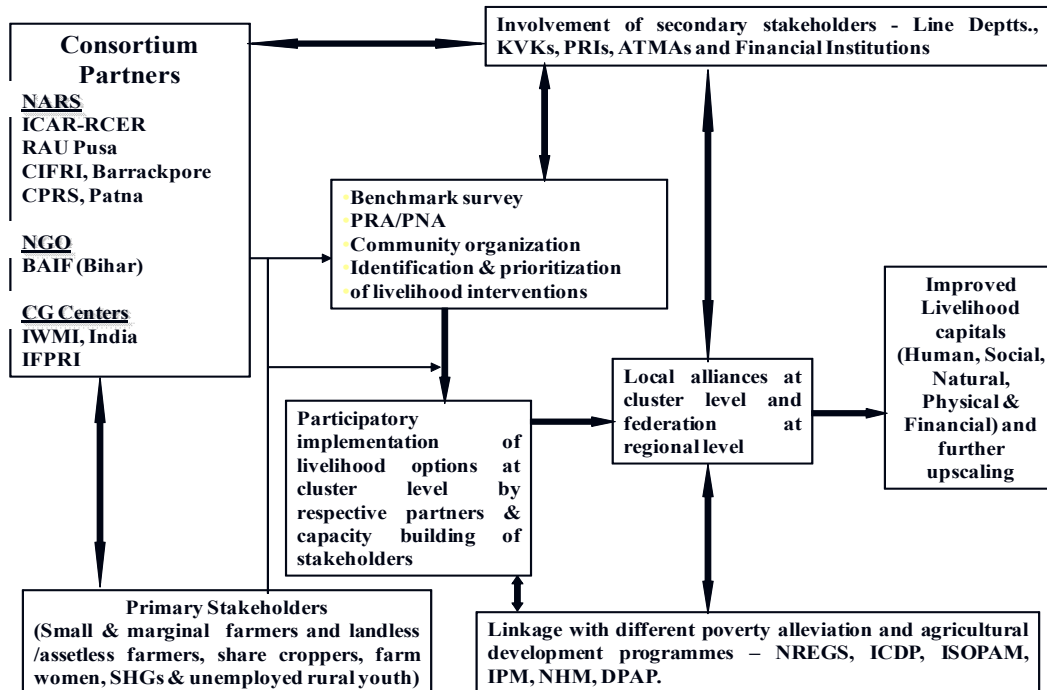 Consortium
Partners
NARS
ICAR-RCER
RAU Pusa
CIFRI, Barrackpore
CPRS, Patna
NGO
BAIF (Bihar)
CG Centers
IWMI, India
IFPRI
Involvement of secondary stakeholders - Line Deptts.,
KVKs, PRIs, ATMAs and Financial Institutions
•Benchmark survey
•PRA/PNA
•Community organization
•Identification & prioritization
•of livelihood interventions
Participatory
implementation of
livelihood options at
cluster level by
respective partners &
capacity building of
stakeholders
Local alliances at
cluster level and
federation at
regional level
Improved
Livelihood
capitals
(Human, Social,
Natural,
Physical &
Financial) and
further
upscaling
Primary Stakeholders
(Small & marginal farmers and landless
/assetless farmers, share croppers, farm
women, SHGs & unemployed rural youth)
Linkage with different poverty alleviation and agricultural
development programmes – NREGS, ICDP, ISOPAM,
IPM, NHM, DPAP.